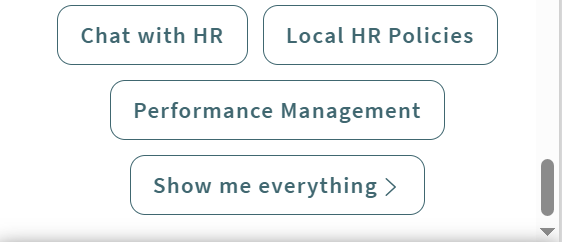 Chat with HR Local HR Policies
Performance Management
Show me everything >